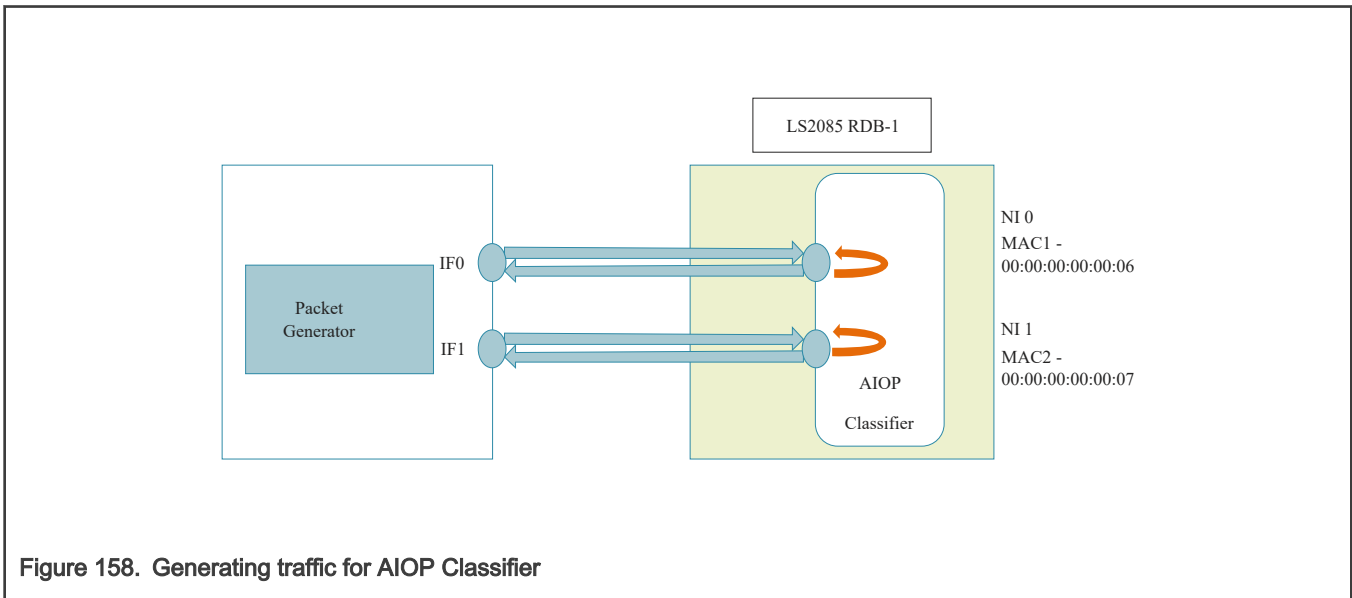 LS2085 RDB-1
NI 0
MAC1 -
00:00:00:00:00:06
IF0
Packet
Generator
NI 1
IF1
MAC2 -
00:00:00:00:00:07
AIOP
Classifier
Figure 158. Generating traffic for AIOP Classifier